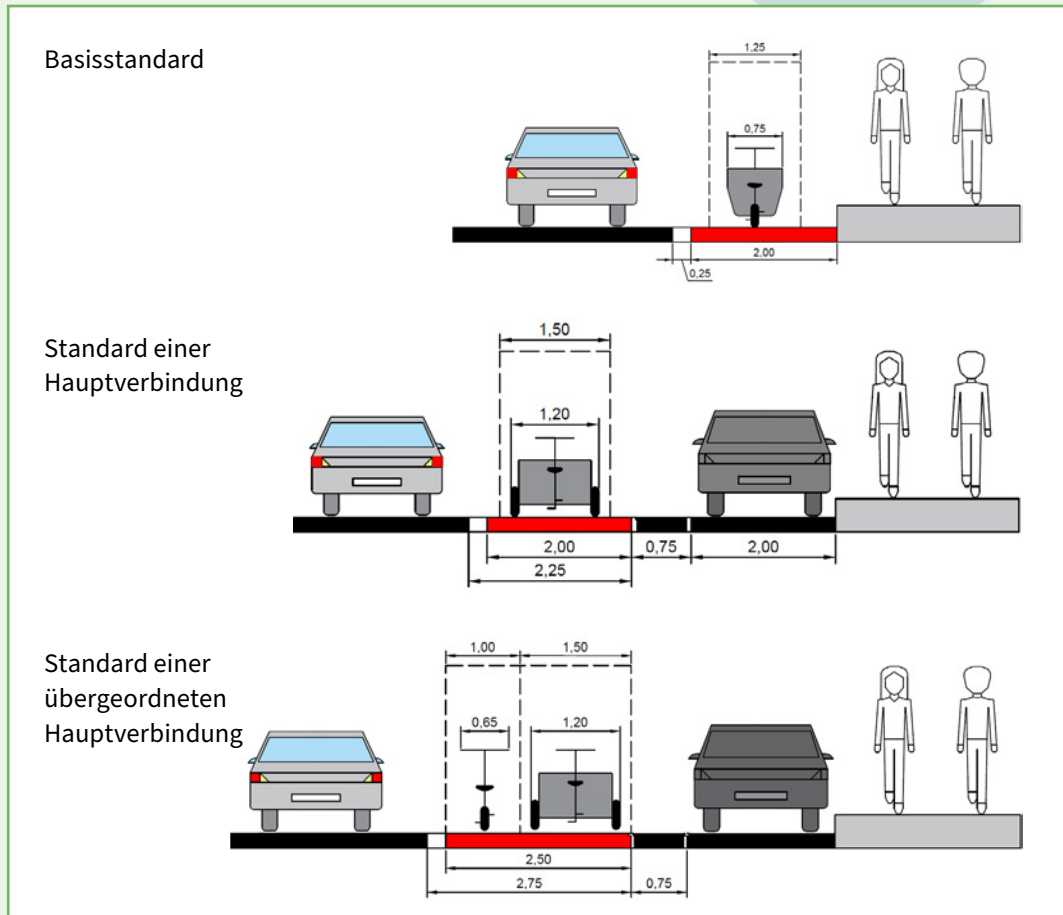 Basisstandard
1,25
0,75
2,00
0,25
Standard einer
Hauptverbindung
1,50
1,20
2,00
0,75
2,00
2,25
Standard einer
übergeordneten
Hauptverbindung
1,00
1,50
0,65
1,20
2,50
2,75
0,75